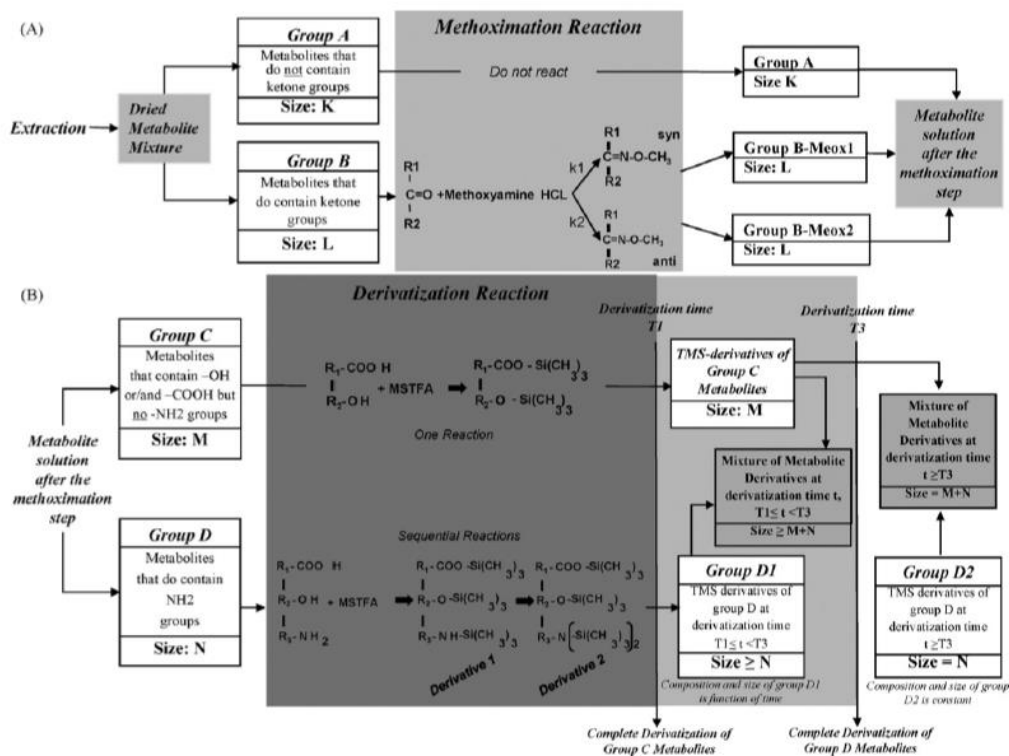 (A)
Methoximation Reaction
Group A
Metabolites that
do not contain
ketone groups
Size: K
Do not react
Group A
Size K
Extraction
Dried
Metabolite
Mixture
Group B
Metabolites that
do contain ketone
groups
Size: L
R1
C=O +Methoxyamine HCL
R2
k1
k2
R1
syn
C=N-O-CH3
R2
R1
C=N-O-CH3
R2
anti
Group B-Meox1
Size: L
Group B-Meox2
Size: L
Metabolite
solution
after the
methoximation
step
(B)
Derivatization Reaction
Derivatization time
T1
Derivatization time
T3
Group C
Metabolites
that contain –OH
or/and –COOH but
no -NH2 groups
Size: M
R1-COO H
R2-OH
+ MSTFA
R1-COO -Si(CH3)3
R2-O -Si(CH3)3
One Reaction
TMS-derivatives of
Group C
Metabolites
Size: M
Mixture of
Metabolite
Derivatives at
derivatization time
t ≥T3
Size = M+N
Metabolite
solution
after the
methoximation
step
Mixture of Metabolite
Derivatives at
derivatization time t,
T1≤ t <T3
Size ≥ M+N
Group D
Metabolites
that do contain
NH2
groups
Size: N
Sequential Reactions
R1-COO H
R2-OH + MSTFA
R3-NH2
R1-COO -Si(CH3)3
R2-O -Si(CH3)3
R3-NH-Si(CH3)3
Derivative 1
R1-COO -Si(CH3)3
R2-O-Si(CH3)3
R3-N(-Si(CH3)3)2
Derivative 2
Group D1
TMS derivatives of
group D at
derivatization time
T1≤ t <T3
Size ≥ N
Composition and size of group D1
is function of time
Group D2
TMS derivatives of
group D at
derivatization time
t ≥T3
Size = N
Composition and size of group
D2 is constant
Complete Derivatization of
Group C Metabolites
Complete Derivatization of
Group D Metabolites